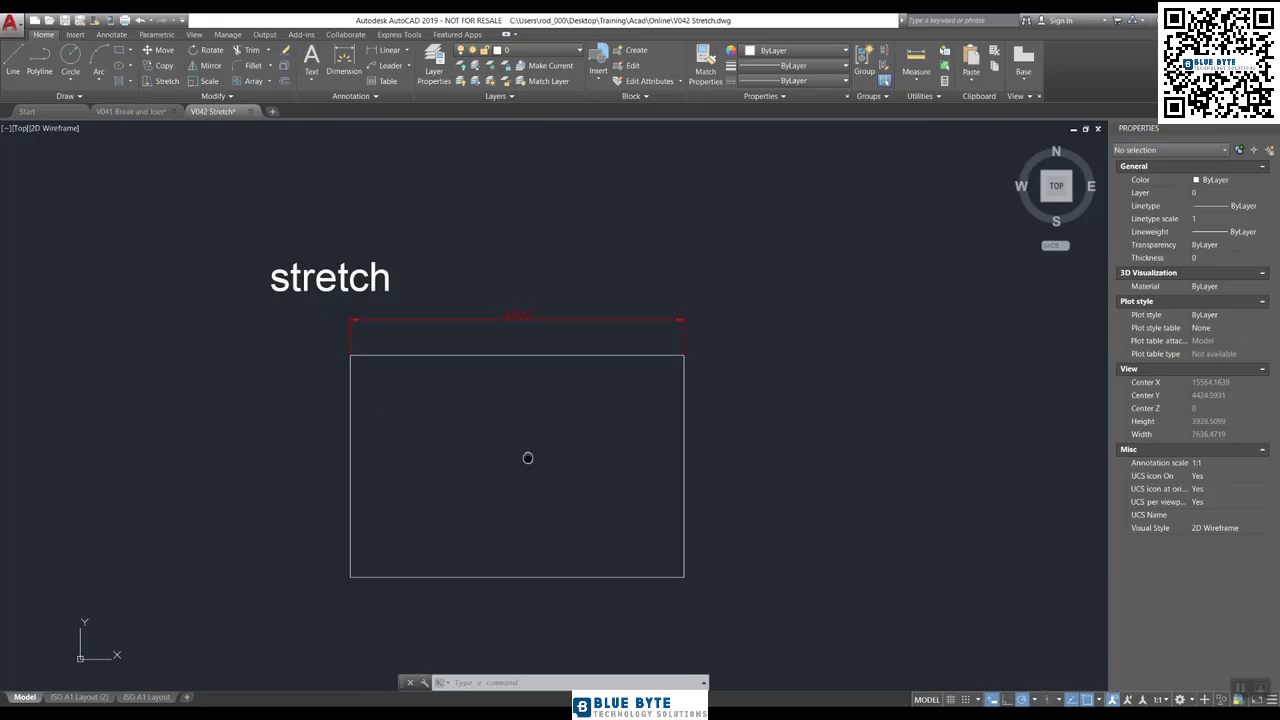 Autodesk AutoCAD 2019 - NOT FOR RESALE C:\Users\rod_000\Desktop\Training\Acad\Online\V042 Stretch.dwg
Type a keyword or phrase
Sign In
Home Insert Annotate Parametric View Manage Output Add-ins Collaborate Express Tools Featured Apps
Line Polyline Circle Arc
Move Rotate Trim
Copy Mirror Fillet
Stretch Scale Array
Text Dimension
Linear
Leader
Table
Layer Properties
0
Make Current
Match Layer
Insert
Create
Edit
Edit Attributes
Match Properties
ByLayer
ByLayer
ByLayer
Group
Measure
Paste
Base
Draw Modify Annotation Layers Block Properties Groups Utilities Clipboard View
Start V041 Break and Join* V042 Stretch*
[−][Top][2D Wireframe]
N
W TOP E
S
WCS
stretch
Y
X
PROPERTIES
No selection
General
Color ByLayer
Layer 0
Linetype ByLayer
Linetype scale 1
Lineweight ByLayer
Transparency ByLayer
Thickness 0
3D Visualization
Material ByLayer
Plot style
Plot style ByLayer
Plot style table None
Plot table attac... Model
Plot table type Not available
View
Center X 15564.1639
Center Y 4424.5931
Center Z 0
Height 3928.5099
Width 7636.4719
Misc
Annotation scale 1:1
UCS icon On Yes
UCS icon at ori... Yes
UCS per viewp... Yes
UCS Name
Visual Style 2D Wireframe
Type a command
Model ISO A1 Layout (2) ISO A1 Layout
MODEL
1:1
BLUE BYTE
TECHNOLOGY SOLUTIONS
BLUE BYTE